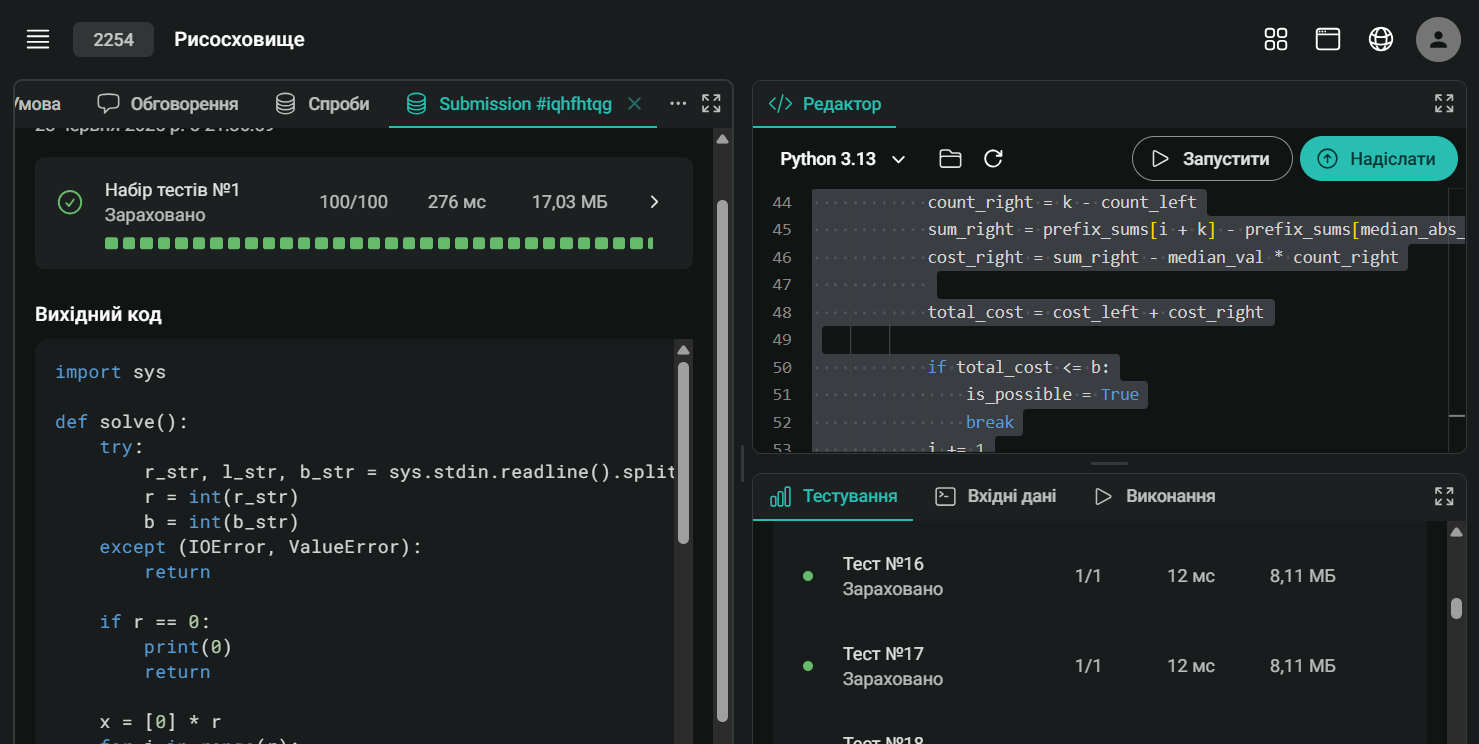 2254 Рисосховище
Умова Обговорення Спроби Submission #iqhfhtqg
Набір тестів №1
Зараховано
100/100 276 мс 17,03 МБ
Вихідний код
import sys
def solve():
try:
r_str, l_str, b_str = sys.stdin.readline().split
r = int(r_str)
b = int(b_str)
except (IOError, ValueError):
return
if r == 0:
print(0)
return
x = [0] * r
Редактор
Python 3.13 Запустити Надіслати
44 count_right = k - count_left
45 sum_right = prefix_sums[i + k] - prefix_sums[median_abs_
46 cost_right = sum_right - median_val * count_right
47
48 total_cost = cost_left + cost_right
49
50 if total_cost <= b:
51 is_possible = True
52 break
53 i += 1
Тестування Вхідні дані Виконання
Тест №16
Зараховано
1/1 12 мс 8,11 МБ
Тест №17
Зараховано
1/1 12 мс 8,11 МБ
Тест №18